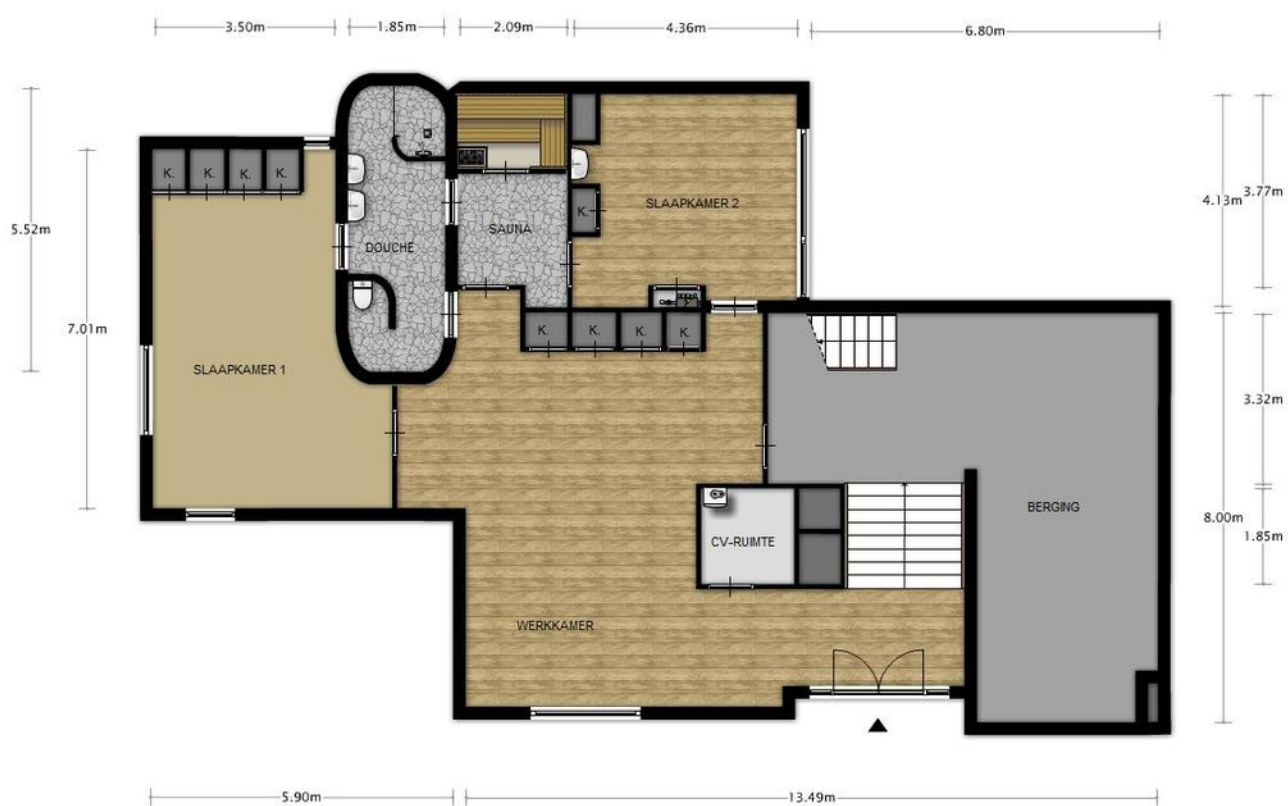 3.50m 1.85m 2.09m 4.36m 6.80m
5.52m
7.01m
K. K. K. K.
SLAAPKAMER 1
DOUCHE
SAUNA
K.
SLAAPKAMER 2
K. K. K. K.
CV-RUIMTE
WERKKAMER
BERGING
4.13m
3.77m
3.32m
8.00m
1.85m
5.90m 13.49m